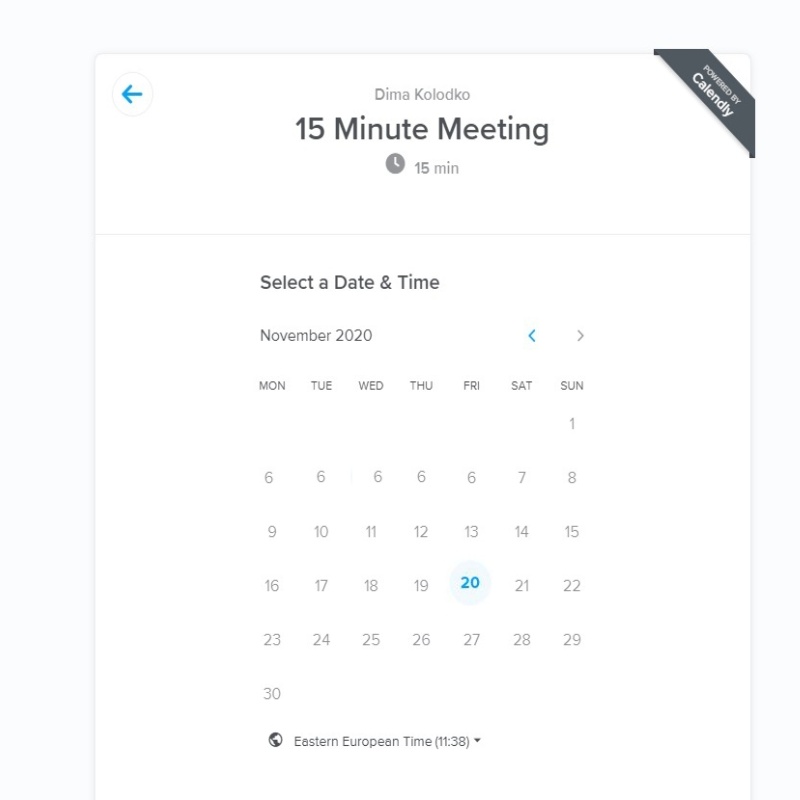 POWERED BY
Calendly
Dima Kolodko
15 Minute Meeting
15 min
Select a Date & Time
November 2020
MON TUE WED THU FRI SAT SUN
1
6 6 6 6 6 7 8
9 10 11 12 13 14 15
16 17 18 19 20 21 22
23 24 25 26 27 28 29
30
Eastern European Time (11:38)